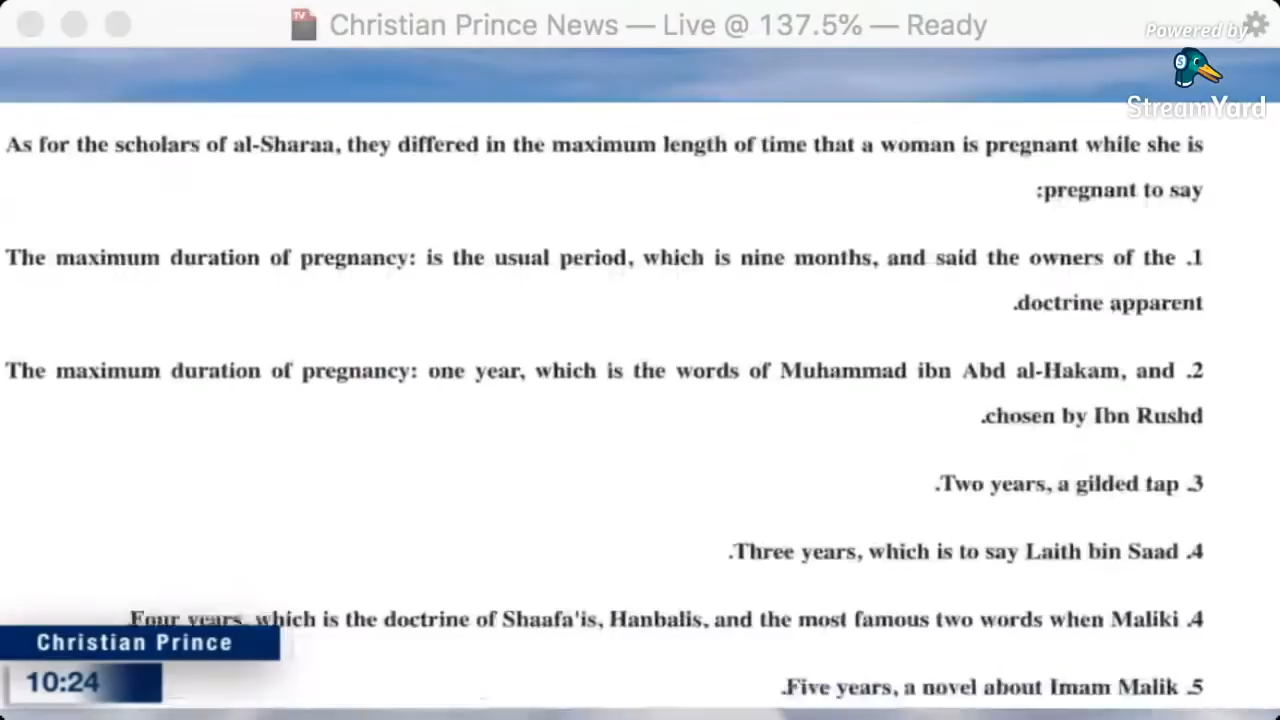 Christian Prince News — Live @ 137.5% — Ready
Powered by
StreamYard
As for the scholars of al-Sharaa, they differed in the maximum length of time that a woman is pregnant while she is
:pregnant to say
The maximum duration of pregnancy: is the usual period, which is nine months, and said the owners of the .1
.doctrine apparent
The maximum duration of pregnancy: one year, which is the words of Muhammad ibn Abd al-Hakam, and .2
.chosen by Ibn Rushd
.Two years, a gilded tap .3
.Three years, which is to say Laith bin Saad .4
Four years, which is the doctrine of Shaafa'is, Hanbalis, and the most famous two words when Maliki .4
.Five years, a novel about Imam Malik .5
Christian Prince
10:24